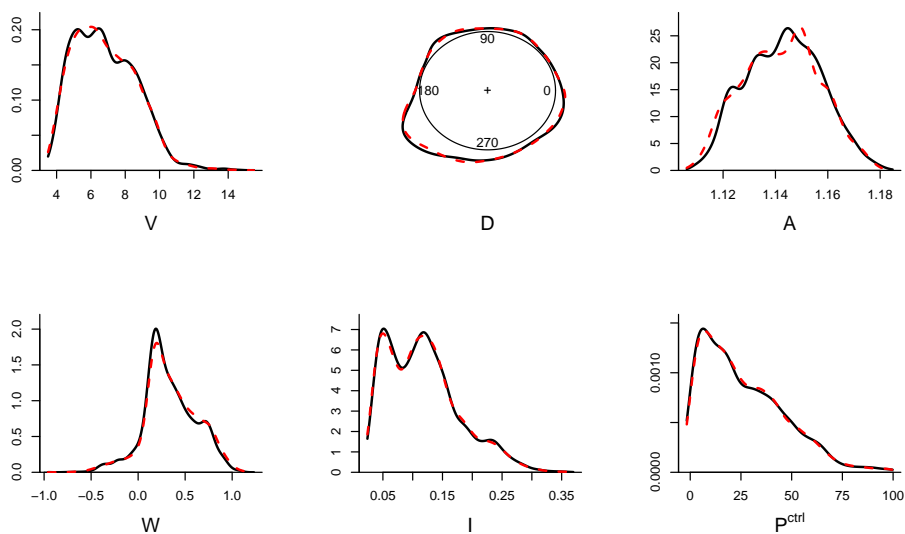 0.00 0.10 0.20
4 6 8 10 12 14
V
90
180 + 0
270
D
0 5 10 15 20 25
1.12 1.14 1.16 1.18
A
0.0 0.5 1.0 1.5 2.0
−1.0 −0.5 0.0 0.5 1.0
W
0 1 2 3 4 5 6 7
0.05 0.15 0.25 0.35
I
0.0000 0.0010
0 25 50 75 100
P^ctrl